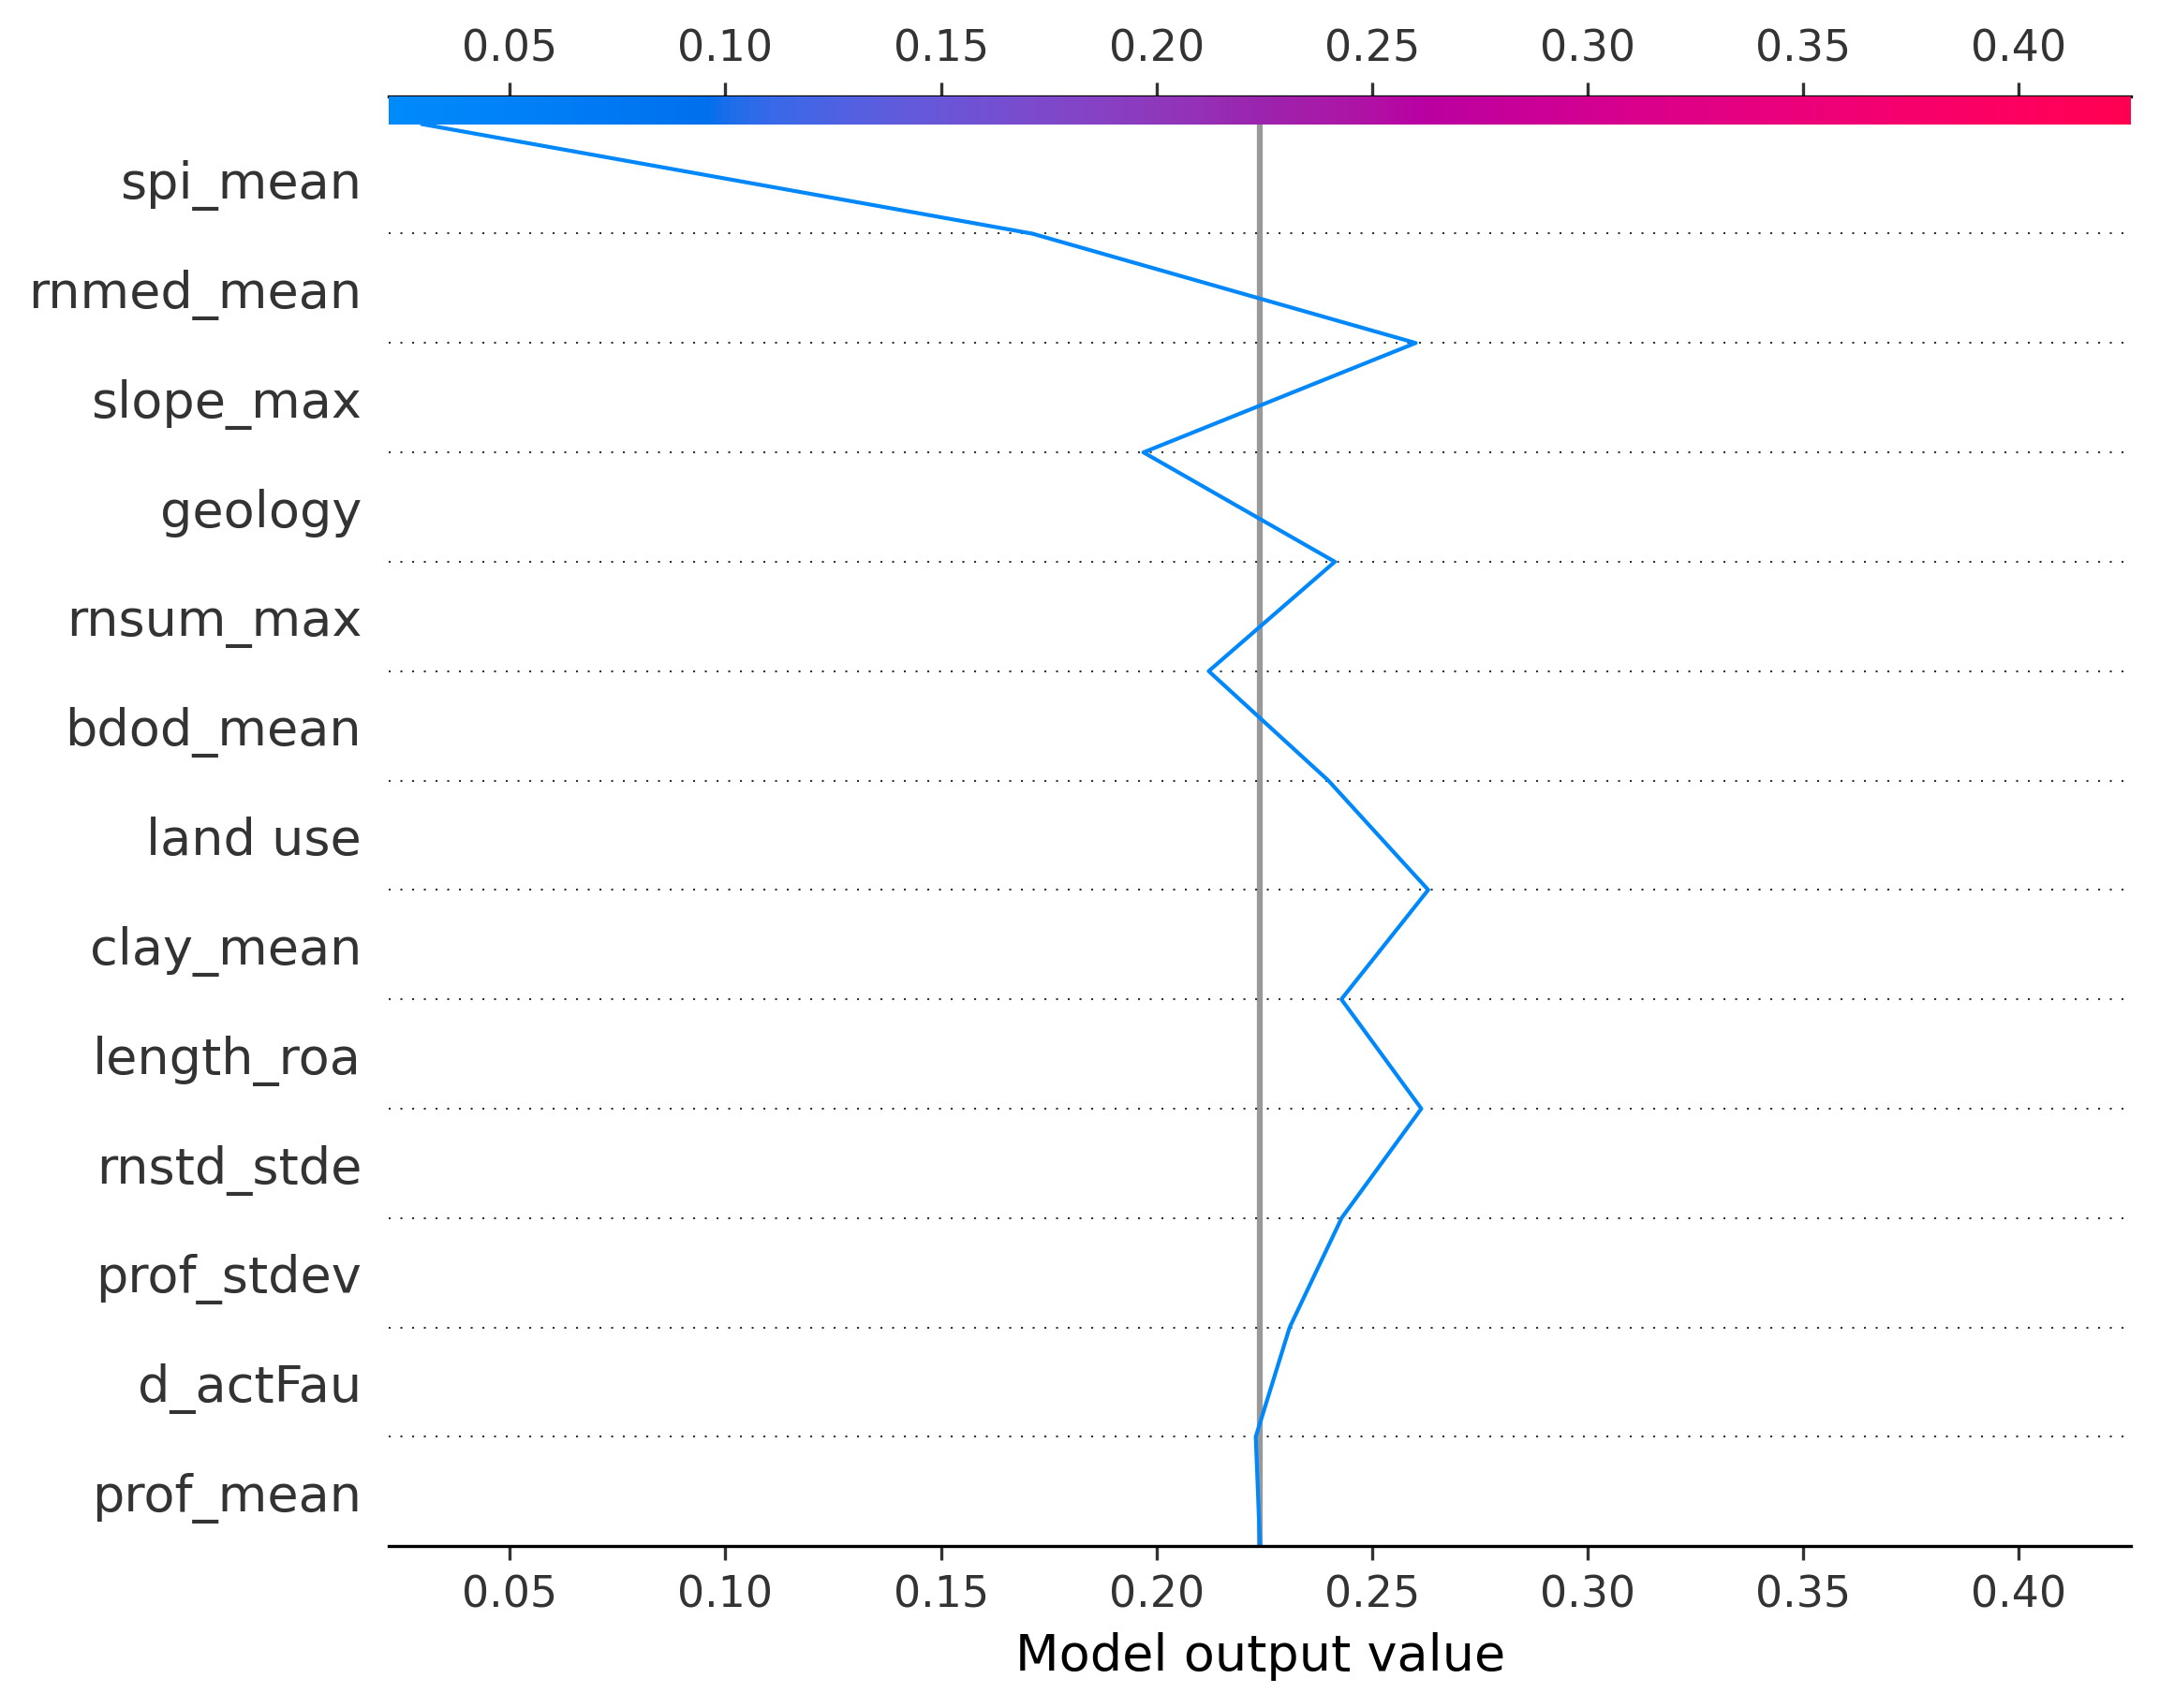 0.05 0.10 0.15 0.20 0.25 0.30 0.35 0.40
spi_mean
rnmed_mean
slope_max
geology
rnsum_max
bdod_mean
land use
clay_mean
length_roa
rnstd_stde
prof_stdev
d_actFau
prof_mean
0.05 0.10 0.15 0.20 0.25 0.30 0.35 0.40
Model output value